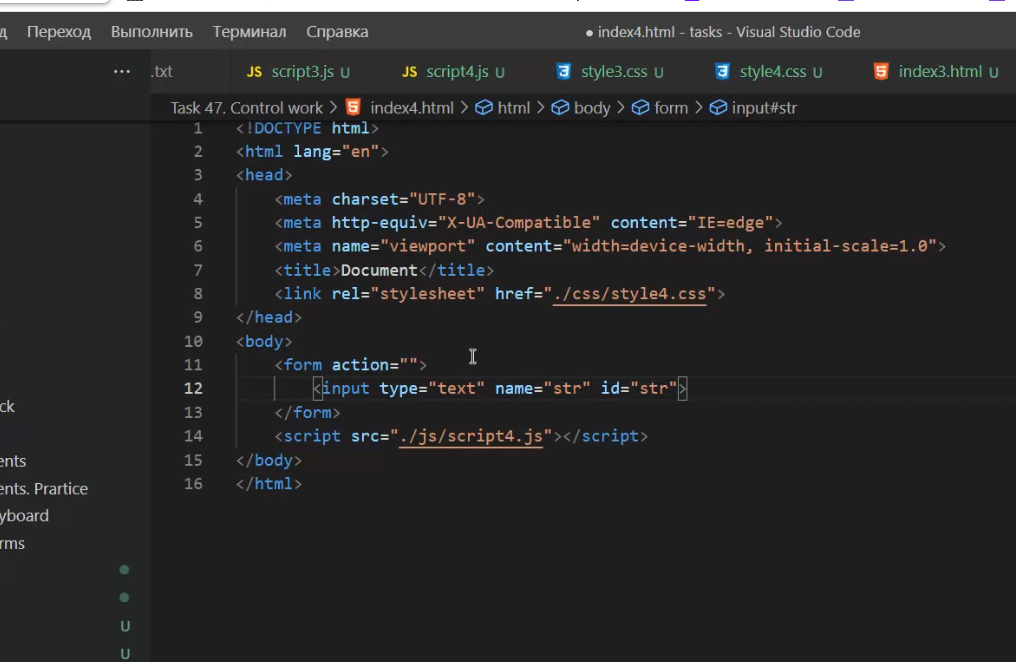 д Переход Выполнить Терминал Справка ● index4.html - tasks - Visual Studio Code
··· .txt JS script3.js U JS script4.js U style3.css U style4.css U index3.html U
Task 47. Control work > index4.html > html > body > form > input#str
1 <!DOCTYPE html>
2 <html lang="en">
3 <head>
4 <meta charset="UTF-8">
5 <meta http-equiv="X-UA-Compatible" content="IE=edge">
6 <meta name="viewport" content="width=device-width, initial-scale=1.0">
7 <title>Document</title>
8 <link rel="stylesheet" href="./css/style4.css">
9 </head>
10 <body>
11 <form action="">
12 <input type="text" name="str" id="str">
13 </form>
14 <script src="./js/script4.js"></script>
15 </body>
16 </html>
ck
ents
ents. Prartice
yboard
rms
U
U